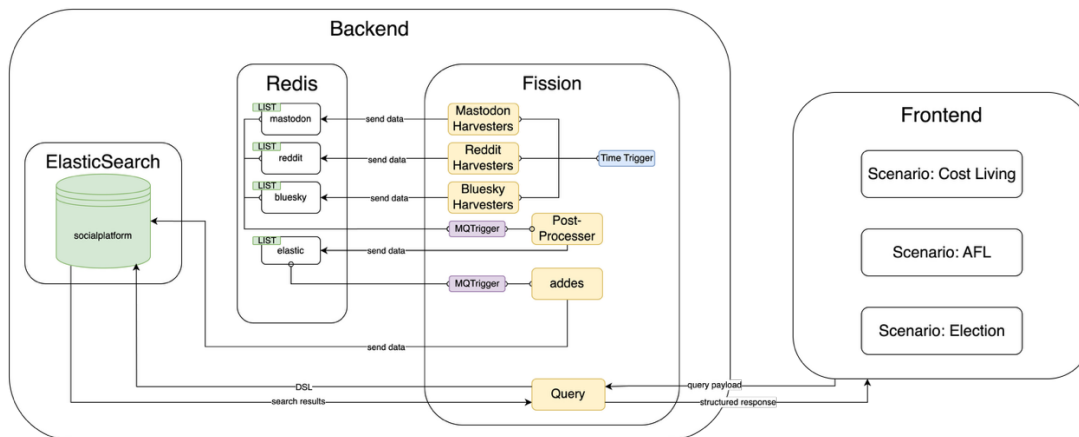 Backend
Redis
Fission
Frontend
ElasticSearch
socialplatform
LIST
mastodon
send data
Mastodon
Harvesters
LIST
reddit
send data
Reddit
Harvesters
Time Trigger
LIST
bluesky
send data
Bluesky
Harvesters
MQTrigger
Post-
Processer
LIST
elastic
send data
MQTrigger
addes
send data
DSL
search results
Query
query payload
structured response
Scenario: Cost Living
Scenario: AFL
Scenario: Election